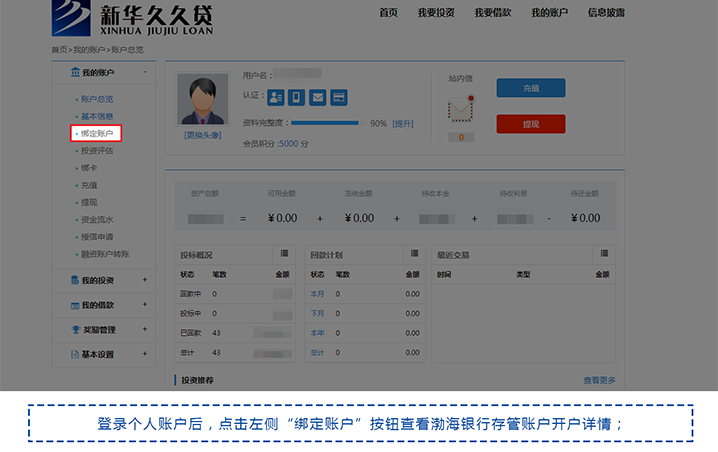 新华久久贷
XINHUA JIUJIU LOAN
首页 我要投资 我要借款 我的账户 信息披露
首页>我的账户>账户总览
我的账户 -
账户总览
基本信息
绑定账户
投资评估
绑卡
充值
提现
资金流水
授信申请
融资账户转账
我的投资 +
我的借款 +
奖励管理 +
基本设置 +
[更换头像]
用户名：
认证：
资料完整度： 90% [提升]
会员积分 :5000 分
站内信
0
充值
提现
资产总额 可用金额 冻结金额 待收本金 待收利息 待还金额
= ¥0.00 + ¥0.00 + + - ¥0.00
投标概况
状态 笔数 金额
回款中 0
投标中 0
已回款 43
总计 43
回款计划
状态 笔数 金额
本月 0 0.00
下月 0 0.00
本年 0 0.00
总计 0 0.00
最近交易
时间 类型 金额
投资推荐 查看更多
登录个人账户后，点击左侧“绑定账户”按钮查看渤海银行存管账户开户详情；